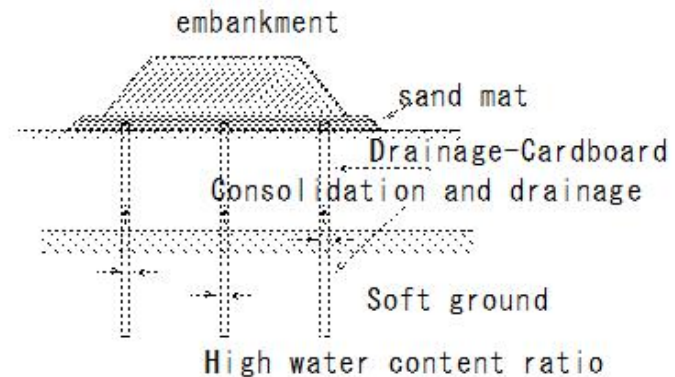 embankment
sand mat
Drainage-Cardboard
Consolidation and drainage
Soft ground
High water content ratio